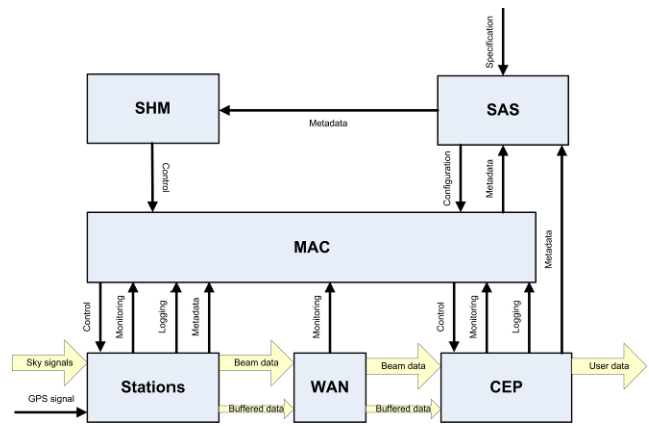 Specification
SHM
SAS
Metadata
Control
Configuration
Metadata
Metadata
MAC
Control
Monitoring
Logging
Metadata
Monitoring
Control
Monitoring
Logging
Sky signals
Stations
Beam data
WAN
Beam data
CEP
User data
GPS signal
Buffered data
Buffered data